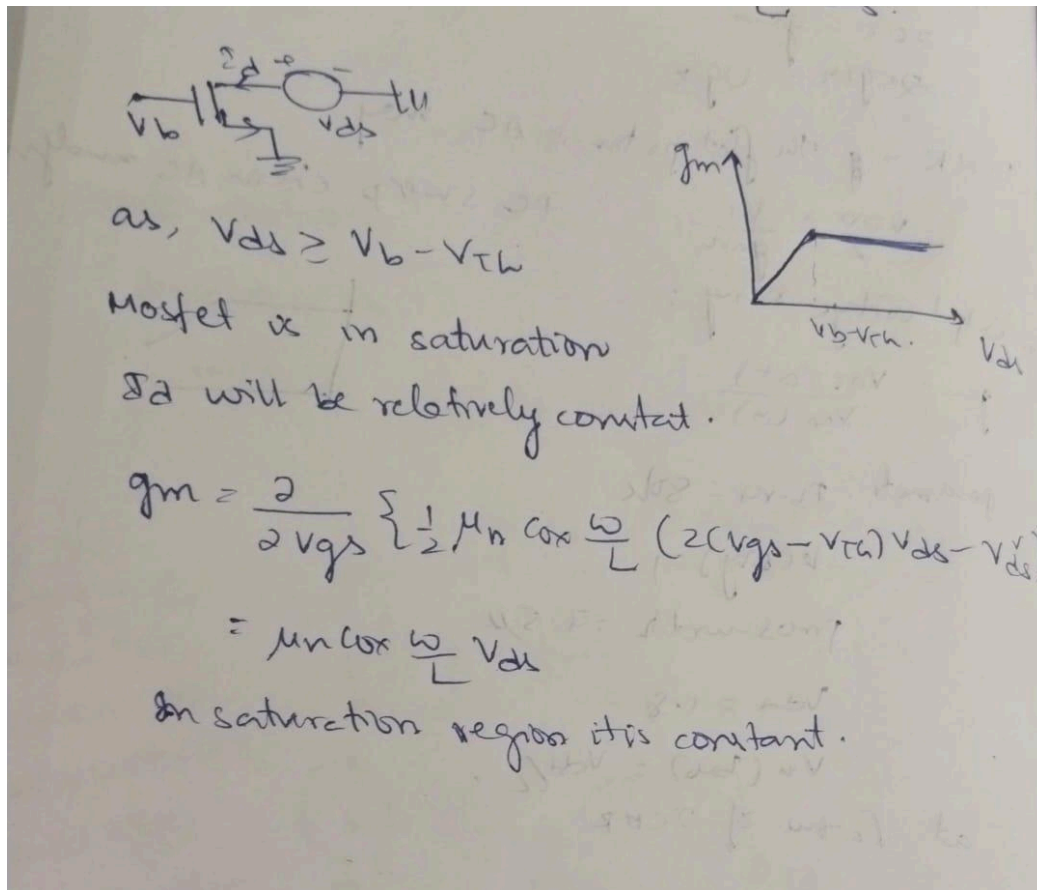 Id + -
Vb
Vds
gm
as, Vds ≥ Vb - VTh
Vb-VTh.
Vds
Mosfet is in saturation
Id will be relatively constat.
gm = ∂/∂Vgs { 1/2 μn Cox W/L (2(Vgs-VTh) Vds - Vds²
= μn Cox W/L Vds
In saturation region it is constant.